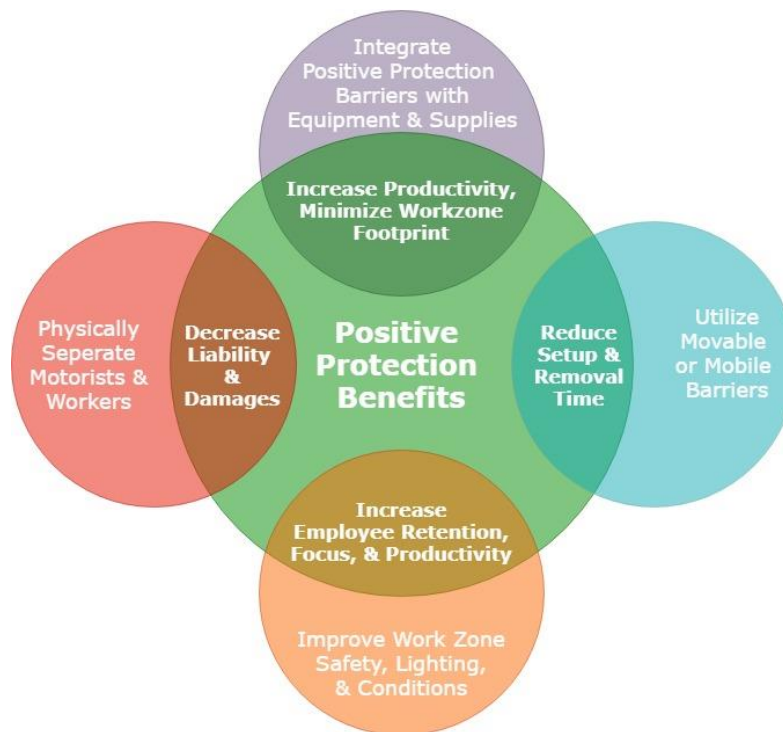 Integrate
Positive Protection
Barriers with
Equipment & Supplies
Increase Productivity,
Minimize Workzone
Footprint
Physically
Seperate
Motorists &
Workers
Decrease
Liability
&
Damages
Positive
Protection
Benefits
Reduce
Setup &
Removal
Time
Utilize
Movable
or Mobile
Barriers
Increase
Employee Retention,
Focus, & Productivity
Improve Work Zone
Safety, Lighting,
& Conditions